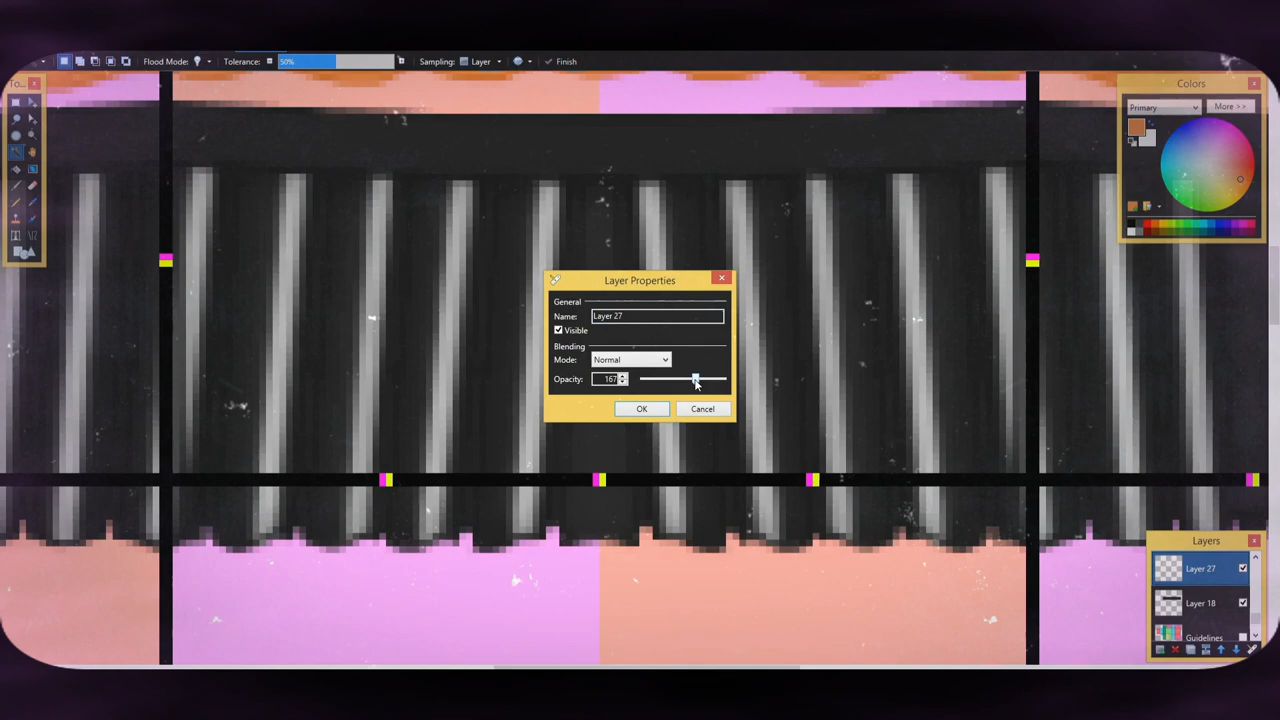 Flood Mode:
Tolerance:
50%
Sampling:
Layer
Finish
To...
Colors
Primary
More >>
Layer Properties
General
Name:
Layer 27
Visible
Blending
Mode:
Normal
Opacity:
167
OK
Cancel
Layers
Layer 27
Layer 18
Guidelines